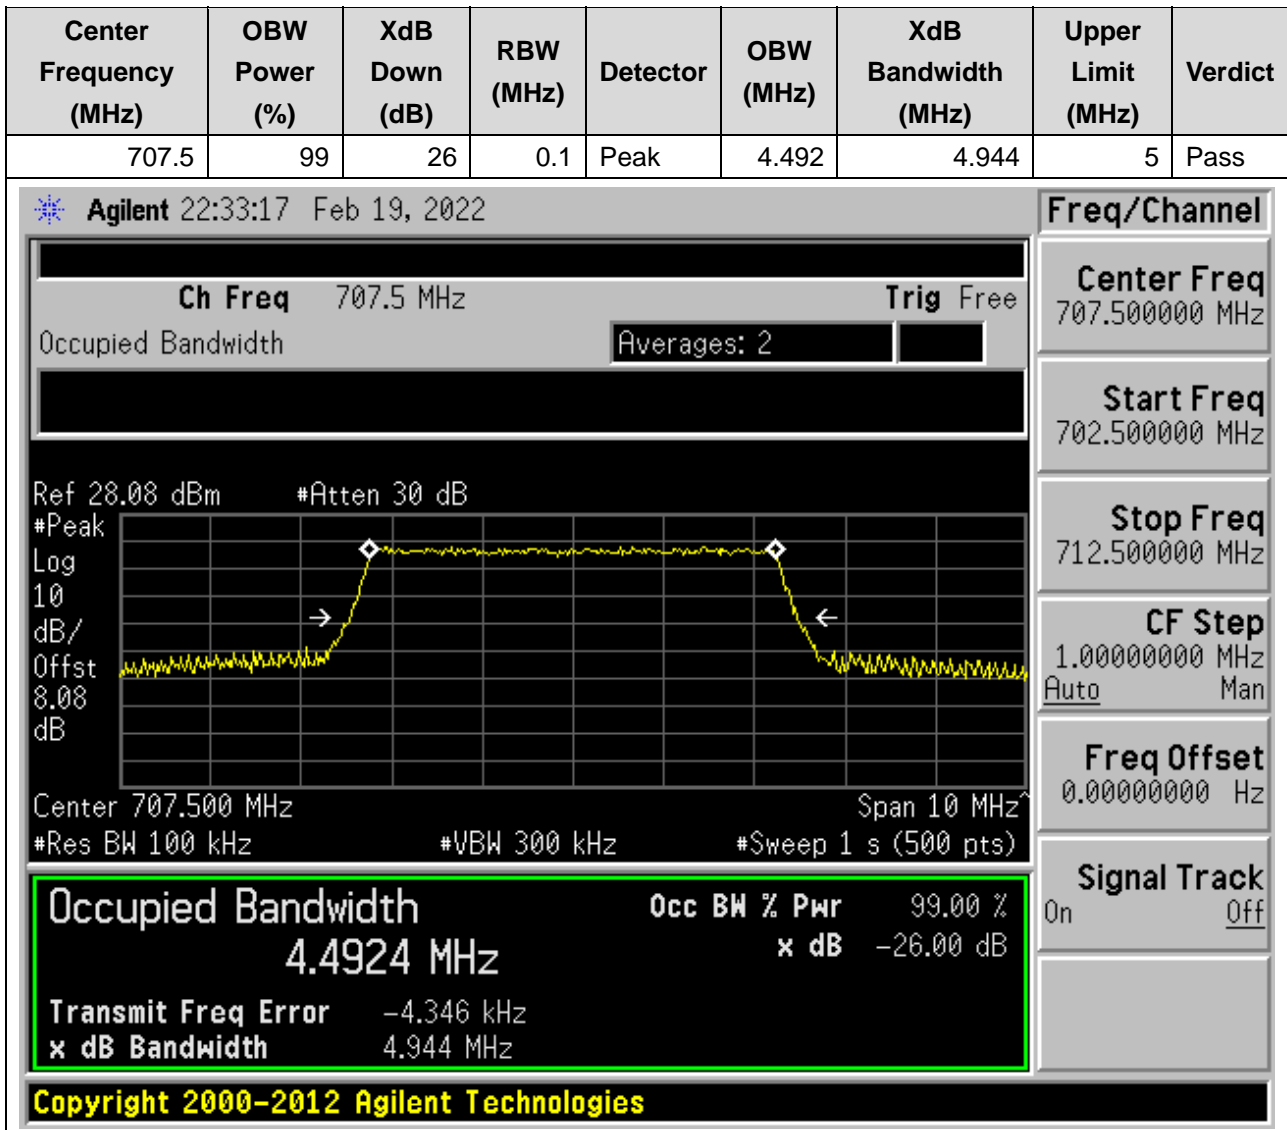 Center Frequency (MHz) OBW Power (%) XdB Down (dB) RBW (MHz) Detector OBW (MHz) XdB Bandwidth (MHz) Upper Limit (MHz) Verdict
707.5 99 26 0.1 Peak 4.492 4.944 5 Pass
Agilent 22:33:17 Feb 19, 2022
Ch Freq 707.5 MHz Trig Free
Occupied Bandwidth Averages: 2
Ref 28.08 dBm #Atten 30 dB
#Peak
Log
10
dB/
Offst
8.08
dB
Center 707.500 MHz Span 10 MHz^
#Res BW 100 kHz #VBW 300 kHz #Sweep 1 s (500 pts)
Occupied Bandwidth Occ BW % Pwr 99.00 %
4.4924 MHz x dB -26.00 dB
Transmit Freq Error -4.346 kHz
x dB Bandwidth 4.944 MHz
Copyright 2000-2012 Agilent Technologies
Freq/Channel
Center Freq
707.500000 MHz
Start Freq
702.500000 MHz
Stop Freq
712.500000 MHz
CF Step
1.00000000 MHz
Auto Man
Freq Offset
0.00000000 Hz
Signal Track
On Off